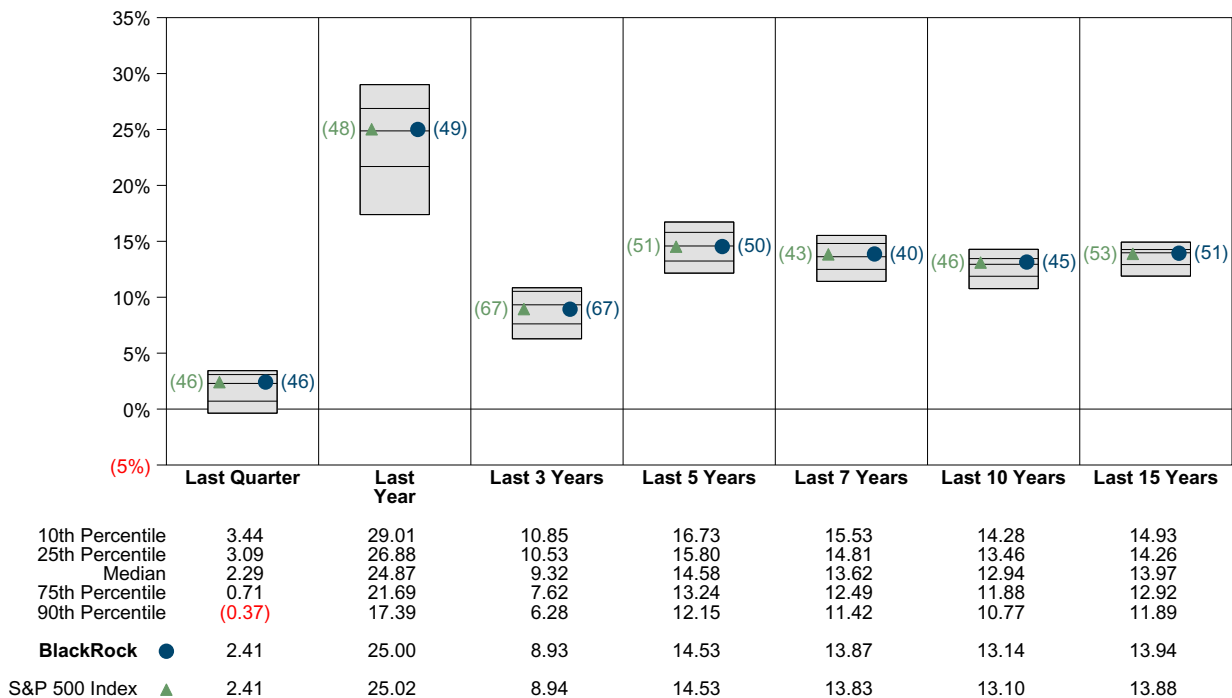 35%
30%
25%
20%
15%
10%
5%
0%
(5%)
(46) (46)
(48) (49)
(67) (67)
(51) (50)
(43) (40)
(46) (45)
(53) (51)
Last Quarter Last Year Last 3 Years Last 5 Years Last 7 Years Last 10 Years Last 15 Years
10th Percentile 3.44 29.01 10.85 16.73 15.53 14.28 14.93
25th Percentile 3.09 26.88 10.53 15.80 14.81 13.46 14.26
Median 2.29 24.87 9.32 14.58 13.62 12.94 13.97
75th Percentile 0.71 21.69 7.62 13.24 12.49 11.88 12.92
90th Percentile (0.37) 17.39 6.28 12.15 11.42 10.77 11.89
BlackRock 2.41 25.00 8.93 14.53 13.87 13.14 13.94
S&P 500 Index 2.41 25.02 8.94 14.53 13.83 13.10 13.88